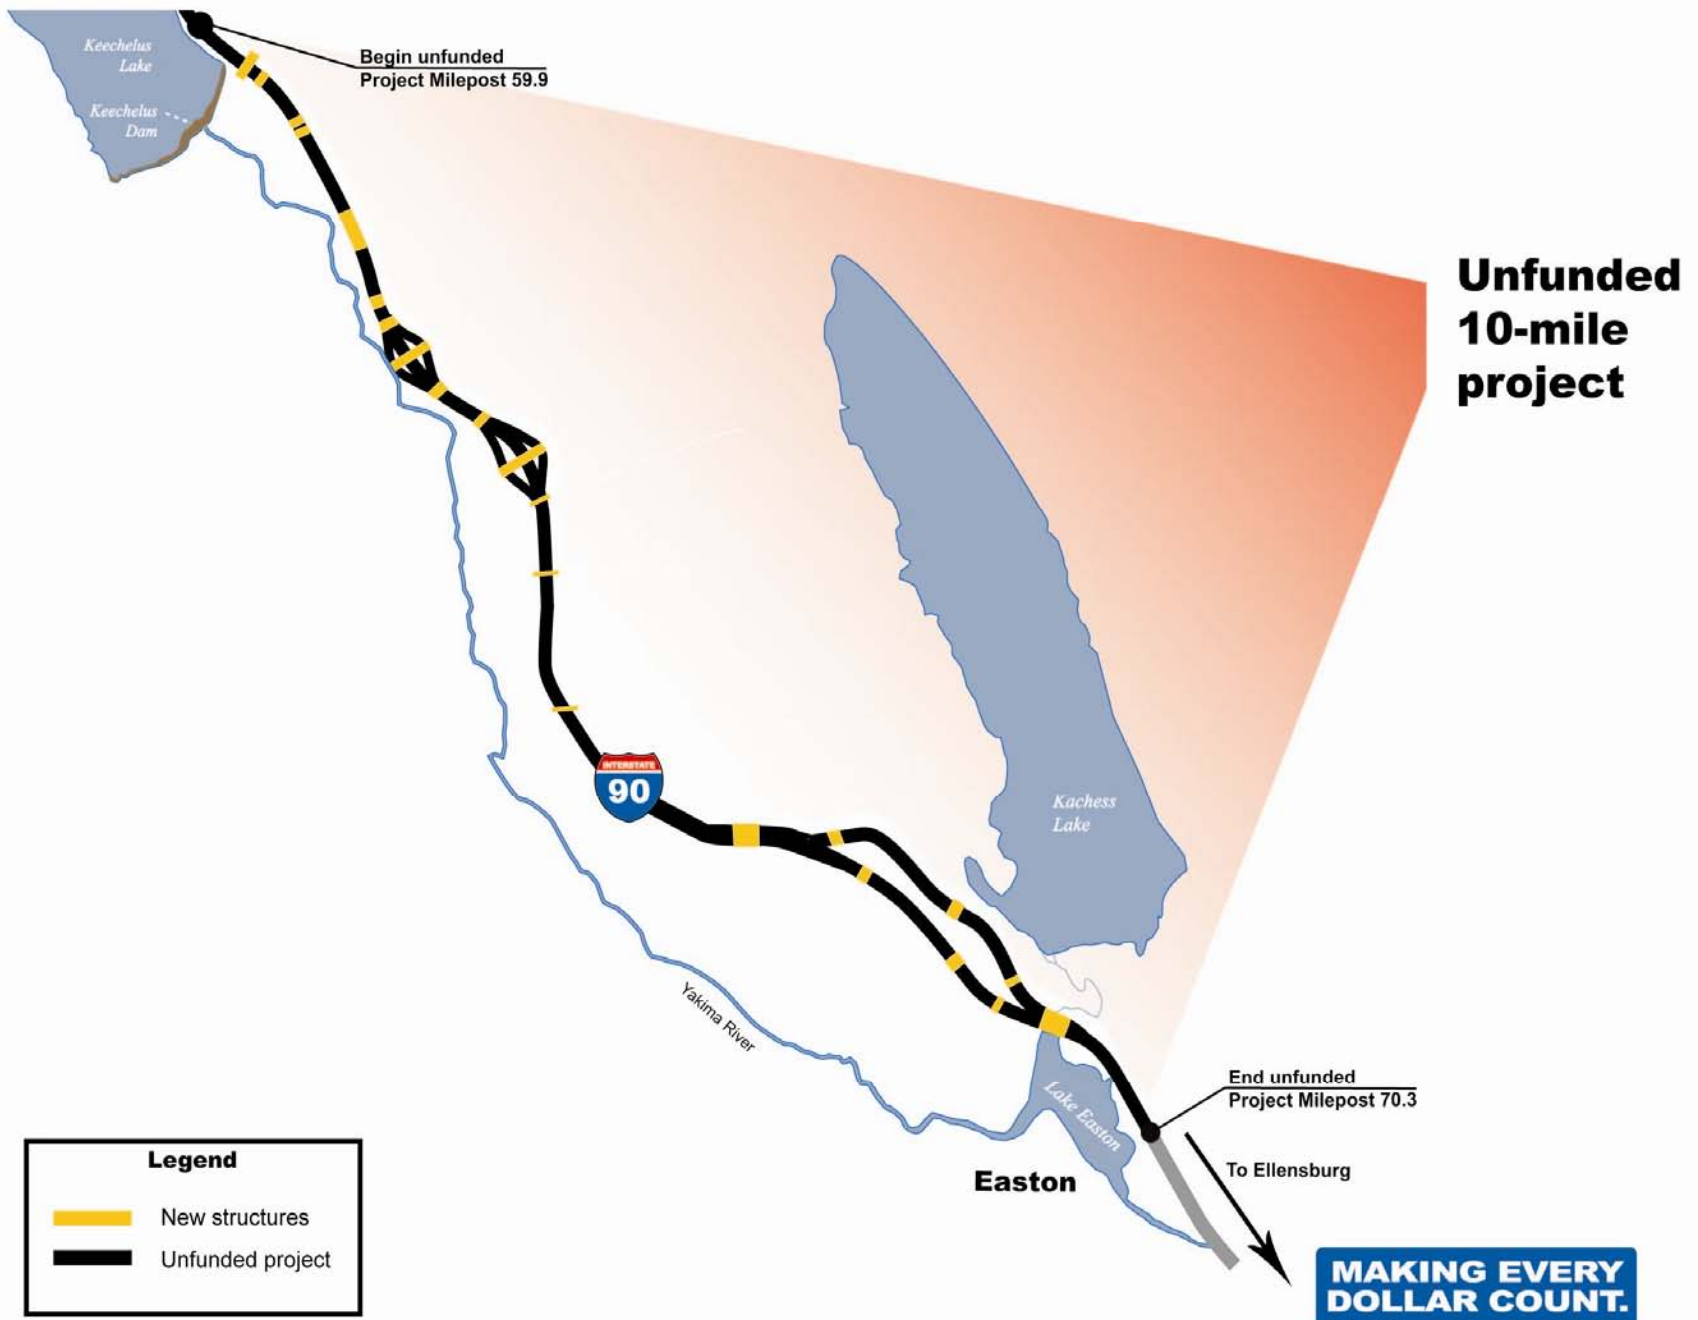 Keechelus
Lake
Keechelus
Dam
Begin unfunded
Project Milepost 59.9
Unfunded
10-mile
project
INTERSTATE
90
Kachess
Lake
Yakima River
Lake Easton
End unfunded
Project Milepost 70.3
To Ellensburg
Easton
Legend
New structures
Unfunded project
MAKING EVERY
DOLLAR COUNT.